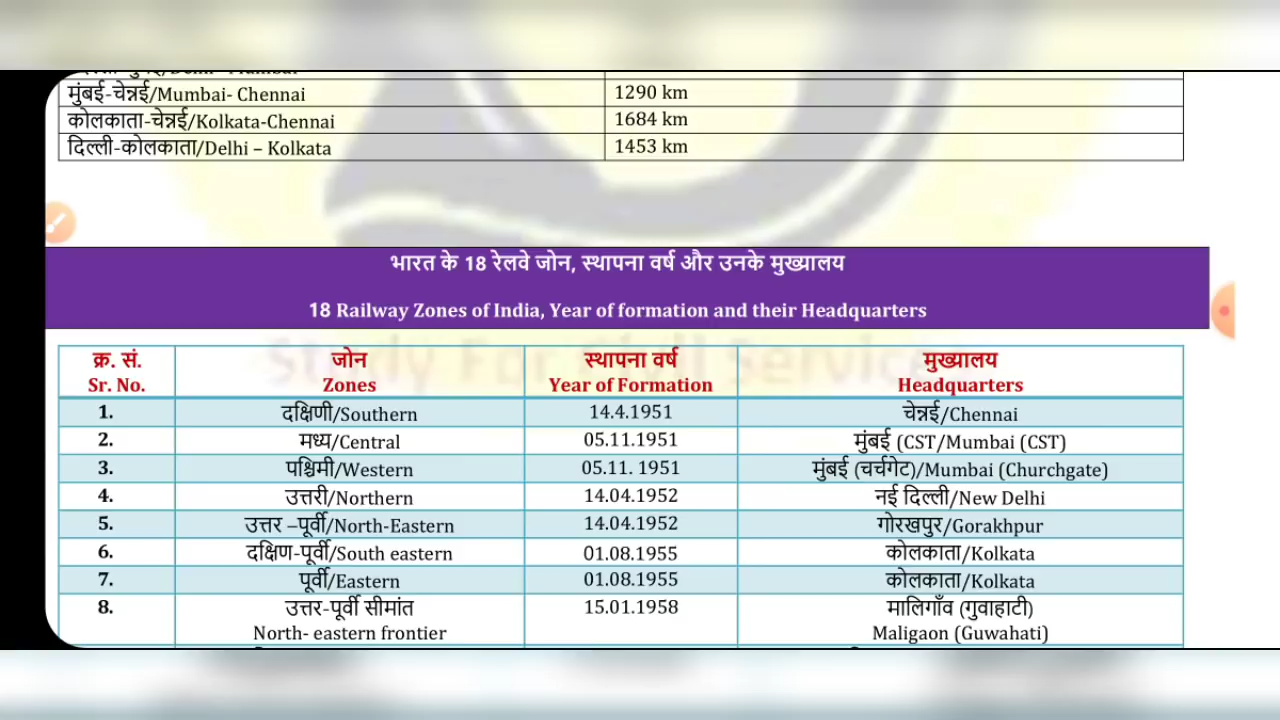 मुंबई-चेन्नई/Mumbai- Chennai 1290 km
कोलकाता-चेन्नई/Kolkata-Chennai 1684 km
दिल्ली-कोलकाता/Delhi – Kolkata 1453 km
भारत के 18 रेलवे जोन, स्थापना वर्ष और उनके मुख्यालय
18 Railway Zones of India, Year of formation and their Headquarters
Study For Civil Services
क्र. सं. जोन स्थापना वर्ष मुख्यालय
Sr. No. Zones Year of Formation Headquarters
1. दक्षिणी/Southern 14.4.1951 चेन्नई/Chennai
2. मध्य/Central 05.11.1951 मुंबई (CST/Mumbai (CST)
3. पश्चिमी/Western 05.11. 1951 मुंबई (चर्चगेट)/Mumbai (Churchgate)
4. उत्तरी/Northern 14.04.1952 नई दिल्ली/New Delhi
5. उत्तर –पूर्वी/North-Eastern 14.04.1952 गोरखपुर/Gorakhpur
6. दक्षिण-पूर्वी/South eastern 01.08.1955 कोलकाता/Kolkata
7. पूर्वी/Eastern 01.08.1955 कोलकाता/Kolkata
8. उत्तर-पूर्वी सीमांत 15.01.1958 मालिगाँव (गुवाहाटी)
North- eastern frontier Maligaon (Guwahati)